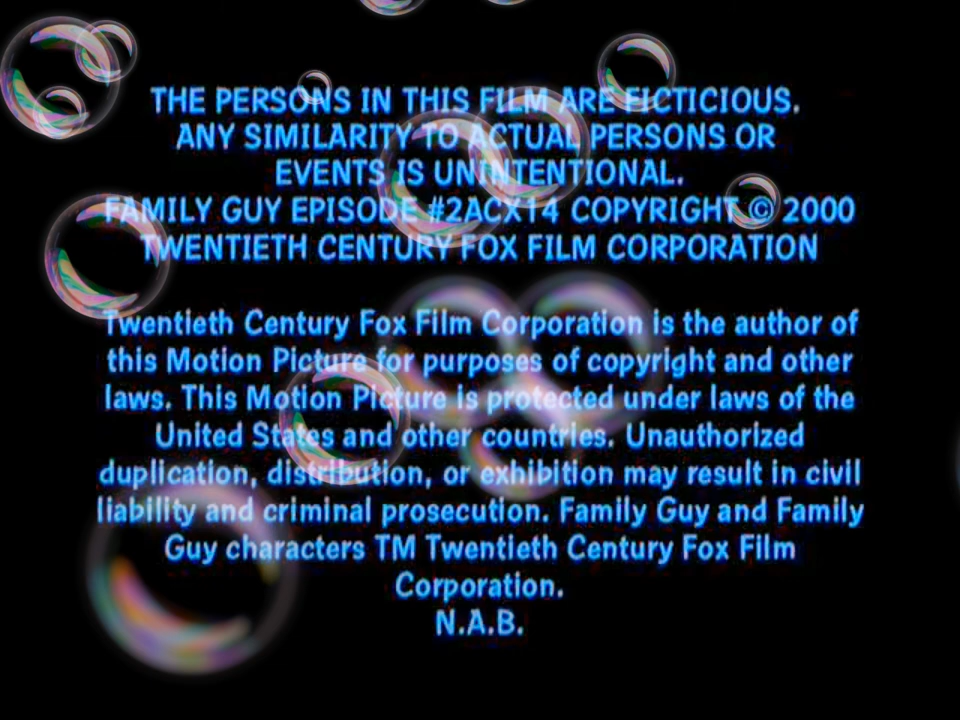 THE PERSONS IN THIS FILM ARE FICTICIOUS.
ANY SIMILARITY TO ACTUAL PERSONS OR
EVENTS IS UNINTENTIONAL.
FAMILY GUY EPISODE #2ACX14 COPYRIGHT © 2000
TWENTIETH CENTURY FOX FILM CORPORATION
Twentieth Century Fox Film Corporation is the author of
this Motion Picture for purposes of copyright and other
laws. This Motion Picture is protected under laws of the
United States and other countries. Unauthorized
duplication, distribution, or exhibition may result in civil
liability and criminal prosecution. Family Guy and Family
Guy characters TM Twentieth Century Fox Film
Corporation.
N.A.B.